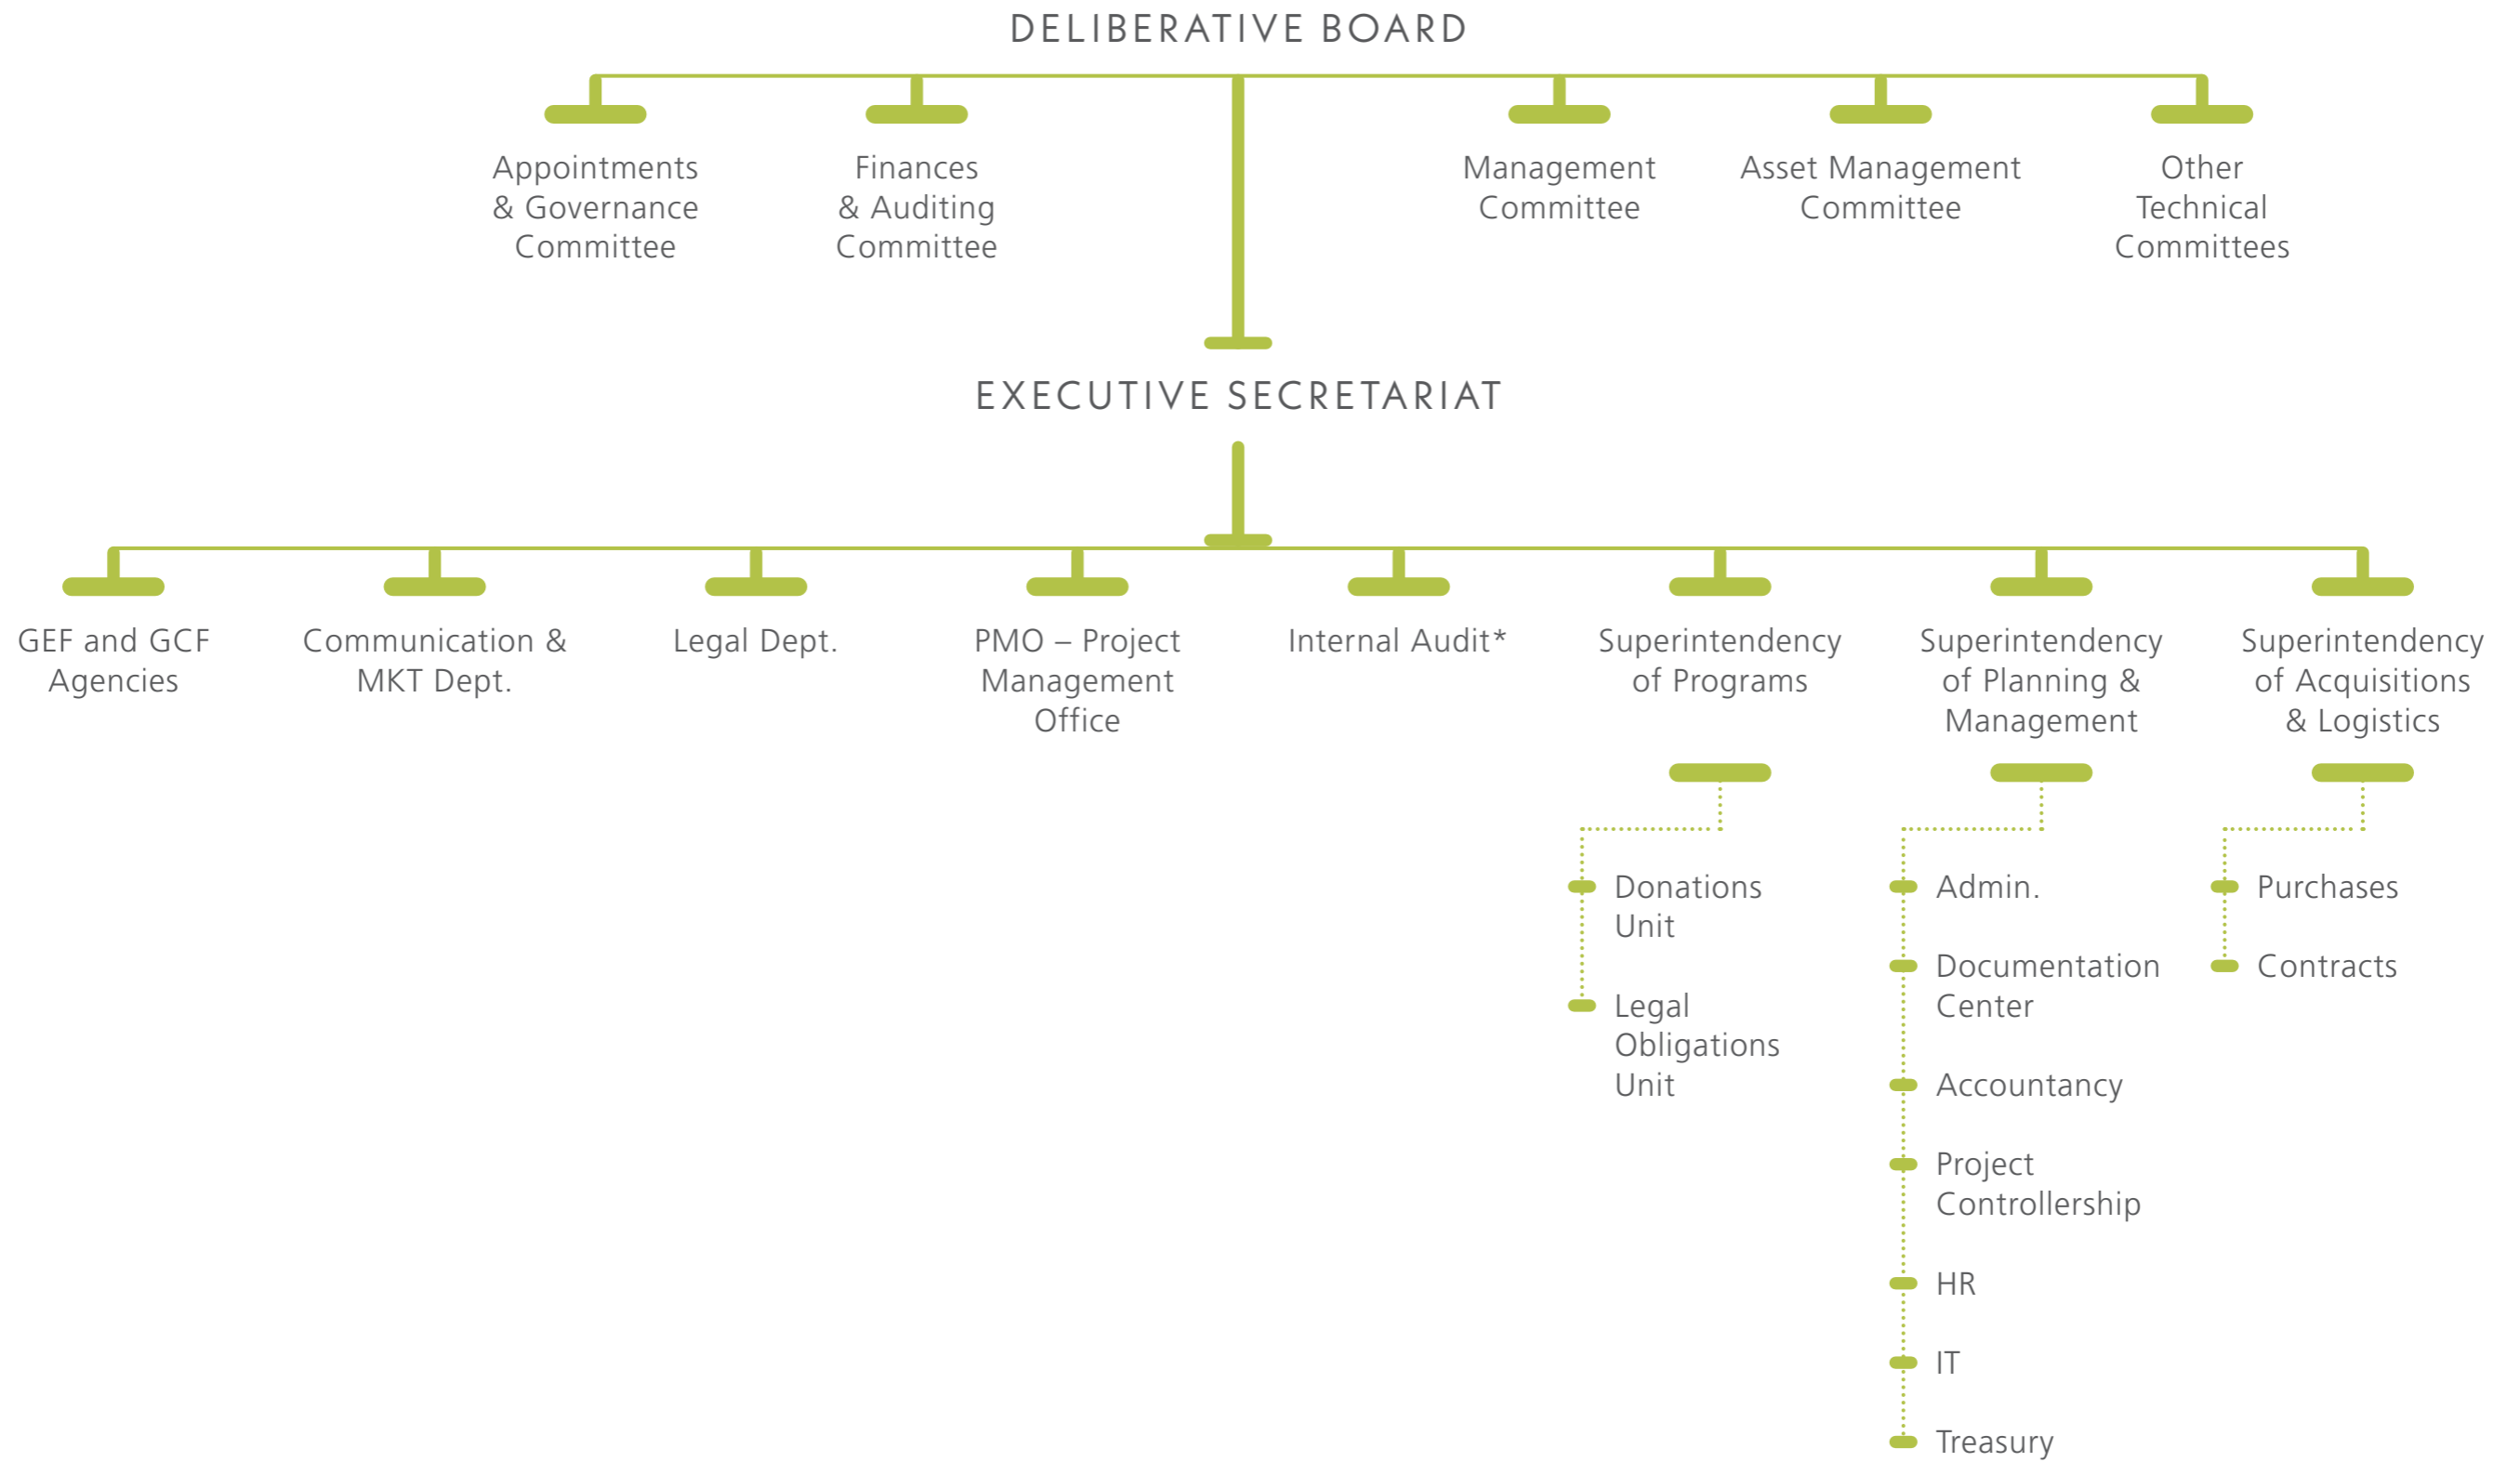 DELIBERATIVE BOARD
Appointments
& Governance
Committee
Finances
& Auditing
Committee
Management
Committee
Asset Management
Committee
Other
Technical
Committees
EXECUTIVE SECRETARIAT
GEF and GCF
Agencies
Communication &
MKT Dept.
Legal Dept.
PMO – Project
Management
Office
Internal Audit*
Superintendency
of Programs
Superintendency
of Planning &
Management
Superintendency
of Acquisitions
& Logistics
Donations
Unit
Legal
Obligations
Unit
Admin.
Documentation
Center
Accountancy
Project
Controllership
HR
IT
Treasury
Purchases
Contracts